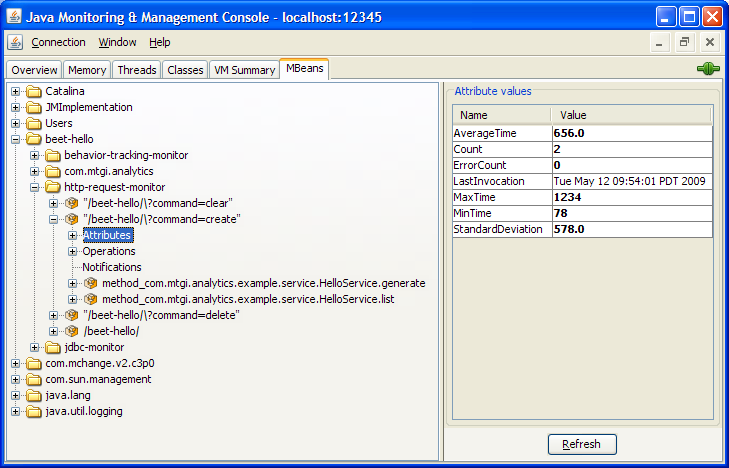 Java Monitoring & Management Console - localhost:12345
Connection Window Help
Overview Memory Threads Classes VM Summary MBeans
Catalina
JMImplementation
Users
beet-hello
behavior-tracking-monitor
com.mtgi.analytics
http-request-monitor
"/beet-hello/\?command=clear"
"/beet-hello/\?command=create"
Attributes
Operations
Notifications
method_com.mtgi.analytics.example.service.HelloService.generate
method_com.mtgi.analytics.example.service.HelloService.list
"/beet-hello/\?command=delete"
/beet-hello/
jdbc-monitor
com.mchange.v2.c3p0
com.sun.management
java.lang
java.util.logging
Attribute values
Name Value
AverageTime 656.0
Count 2
ErrorCount 0
LastInvocation Tue May 12 09:54:01 PDT 2009
MaxTime 1234
MinTime 78
StandardDeviation 578.0
Refresh